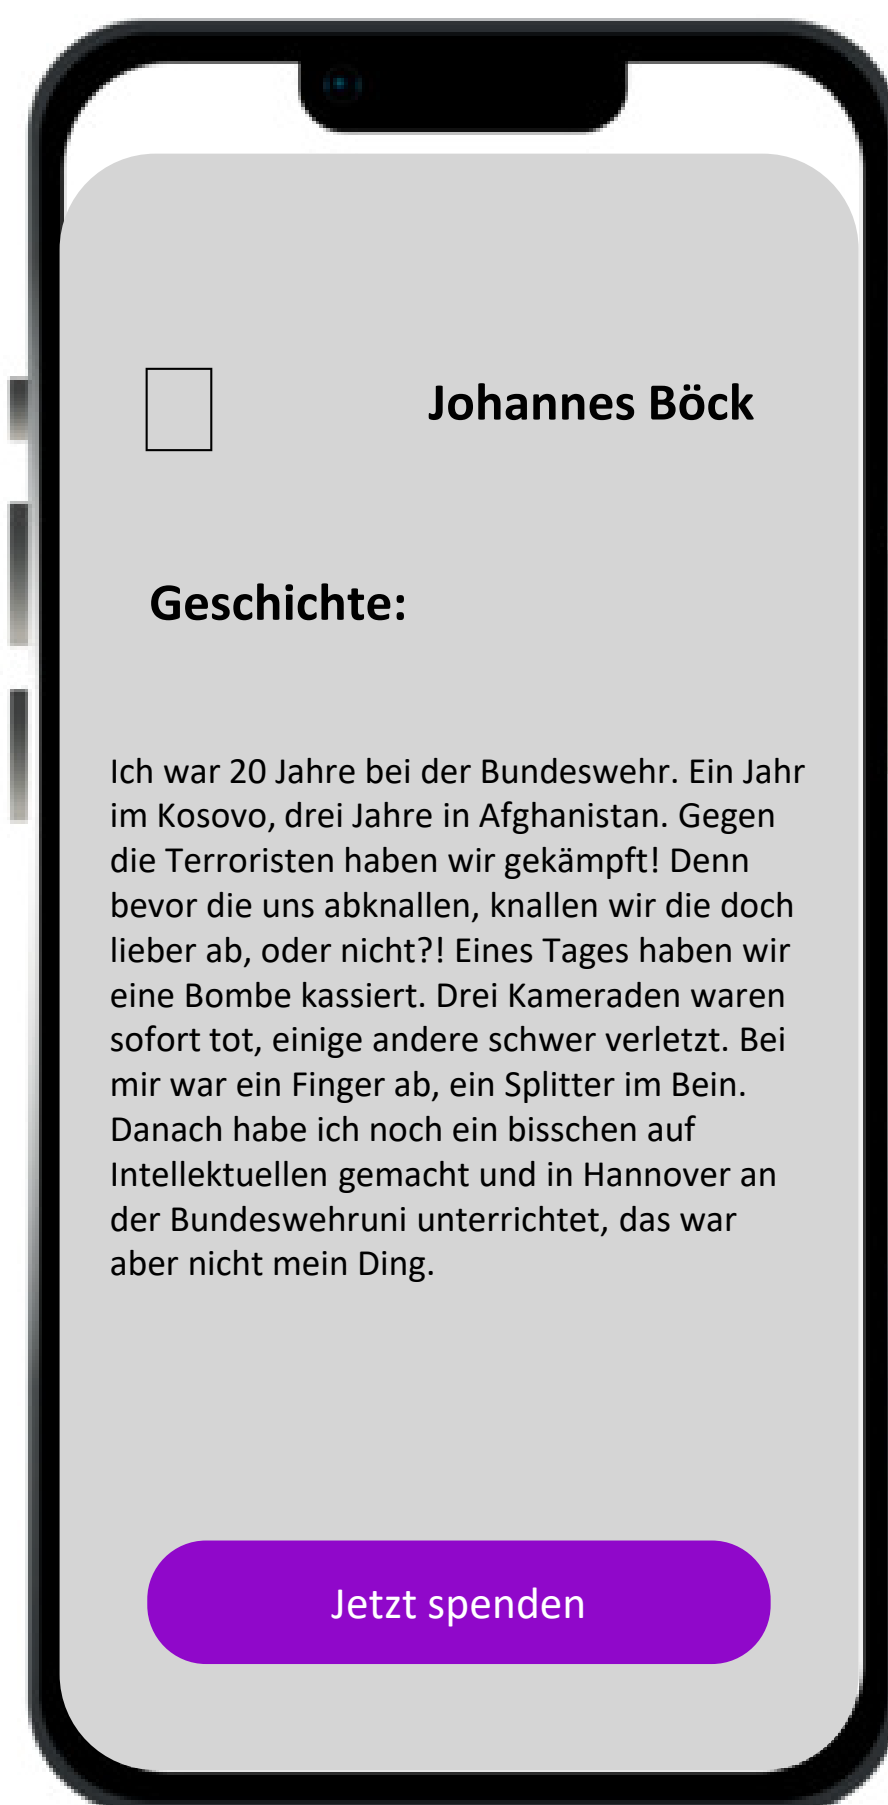 Johannes Böck
Geschichte:
Ich war 20 Jahre bei der Bundeswehr. Ein Jahr
im Kosovo, drei Jahre in Afghanistan. Gegen
die Terroristen haben wir gekämpft! Denn
bevor die uns abknallen, knallen wir die doch
lieber ab, oder nicht?! Eines Tages haben wir
eine Bombe kassiert. Drei Kameraden waren
sofort tot, einige andere schwer verletzt. Bei
mir war ein Finger ab, ein Splitter im Bein.
Danach habe ich noch ein bisschen auf
Intellektuellen gemacht und in Hannover an
der Bundeswehruni unterrichtet, das war
aber nicht mein Ding.
Jetzt spenden